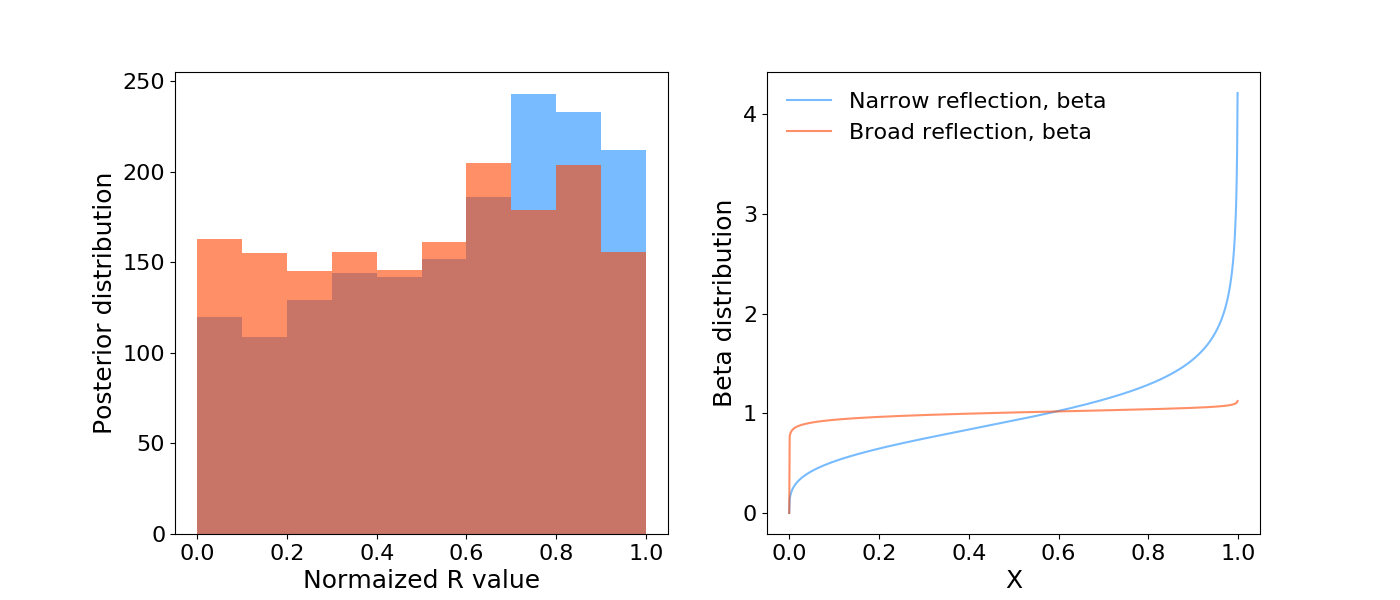 250
200
150
100
50
0
Posterior distribution
0.0 0.2 0.4 0.6 0.8 1.0
Normaized R value
Narrow reflection, beta
Broad reflection, beta
4
3
2
1
0
Beta distribution
0.0 0.2 0.4 0.6 0.8 1.0
X